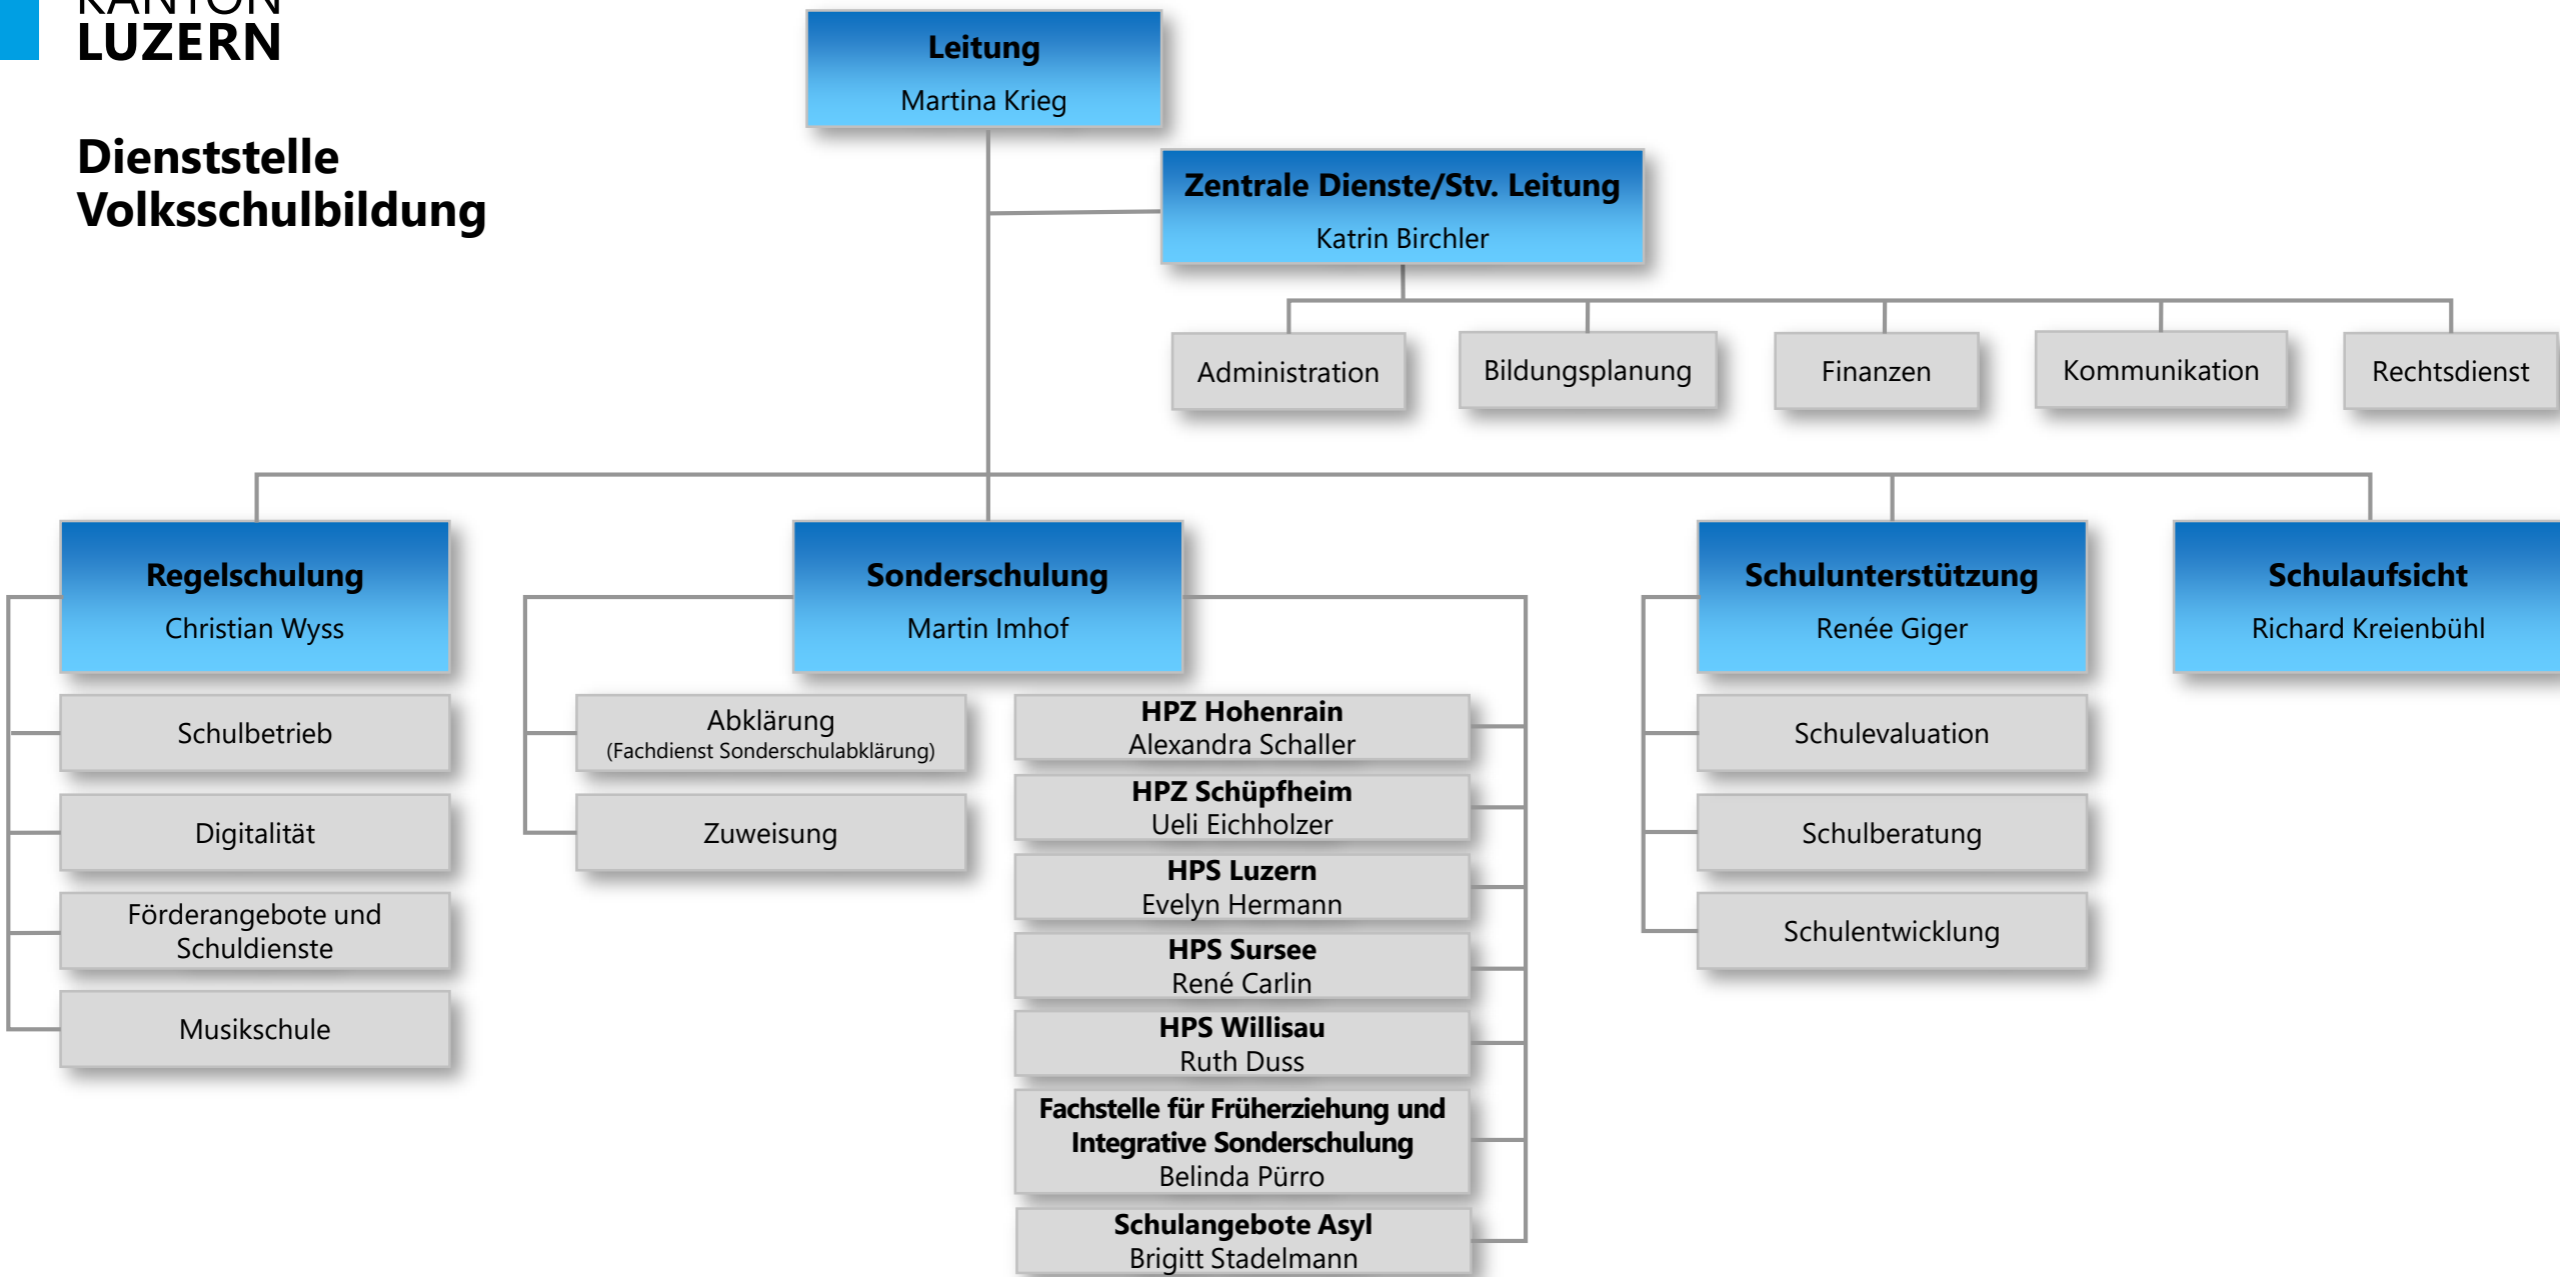 KANTON
LUZERN
Dienststelle
Volksschulbildung
Leitung
Martina Krieg
Zentrale Dienste/Stv. Leitung
Katrin Birchler
Administration
Bildungsplanung
Finanzen
Kommunikation
Rechtsdienst
Regelschulung
Christian Wyss
Schulbetrieb
Digitalität
Förderangebote und
Schuldienste
Musikschule
Sonderschulung
Martin Imhof
Abklärung
(Fachdienst Sonderschulabklärung)
Zuweisung
HPZ Hohenrain
Alexandra Schaller
HPZ Schüpfheim
Ueli Eichholzer
HPS Luzern
Evelyn Hermann
HPS Sursee
René Carlin
HPS Willisau
Ruth Duss
Fachstelle für Früherziehung und
Integrative Sonderschulung
Belinda Pürro
Schulangebote Asyl
Brigitt Stadelmann
Schulunterstützung
Renée Giger
Schulevaluation
Schulberatung
Schulentwicklung
Schulaufsicht
Richard Kreienbühl